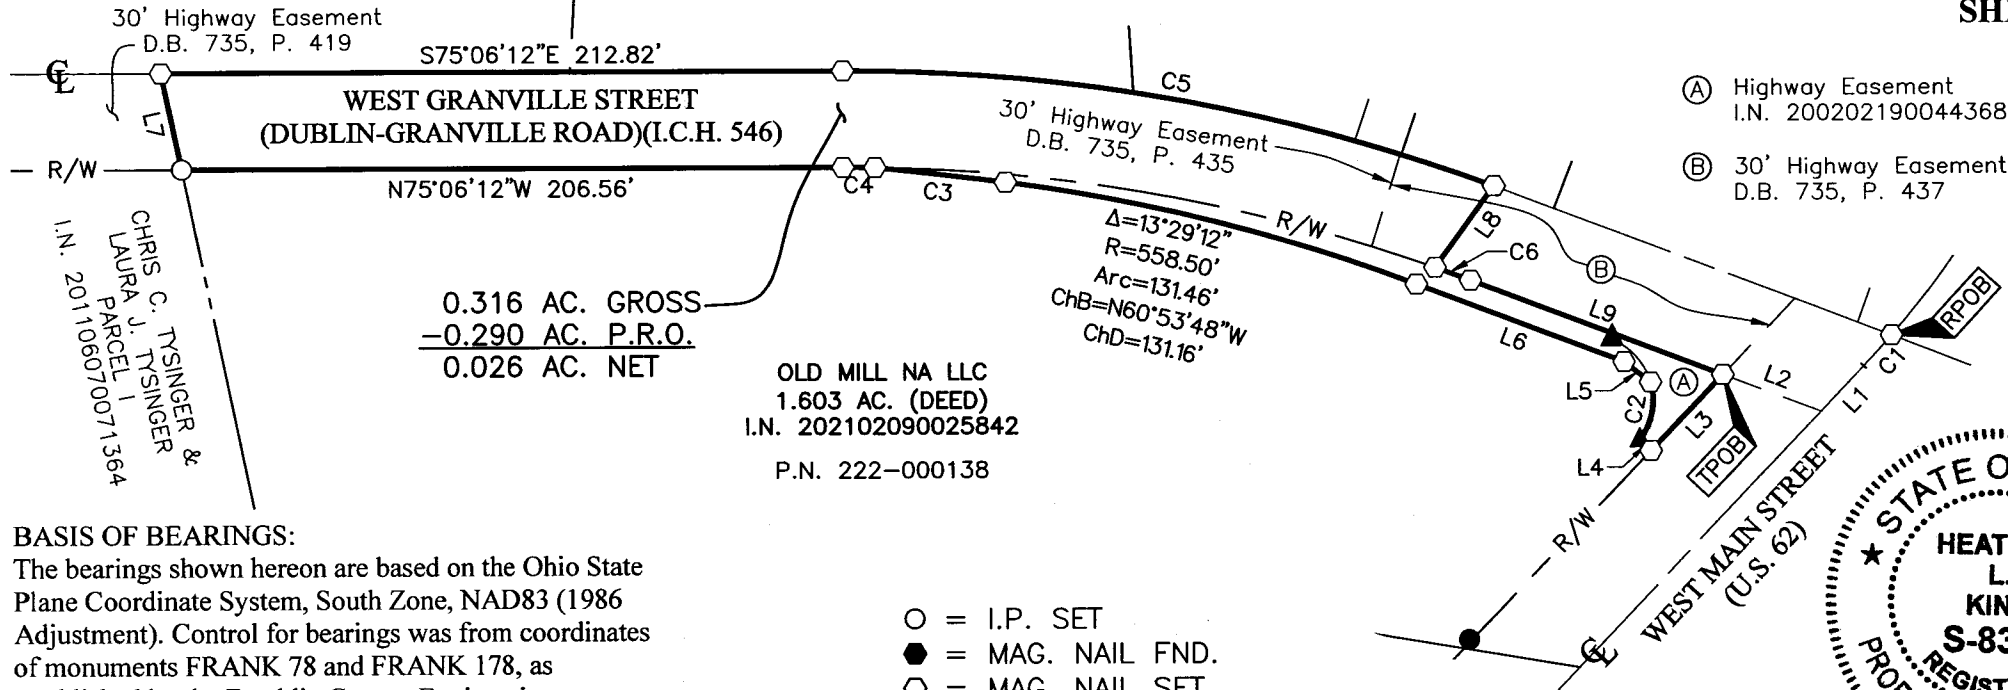 SH
30' Highway Easement
D.B. 735, P. 419
S75°06'12"E 212.82'
C5
℄
WEST GRANVILLE STREET
(DUBLIN-GRANVILLE ROAD)(I.C.H. 546)
L7
30' Highway Easement
D.B. 735, P. 435
Ⓐ Highway Easement
I.N. 200202190044368
Ⓑ 30' Highway Easement
D.B. 735, P. 437
R/W
N75°06'12"W 206.56'
C4
C3
R/W
L8
C6
Ⓑ
Δ=13°29'12"
R=558.50'
Arc=131.46'
ChB=N60°53'48"W
ChD=131.16'
CHRIS C. TYSINGER &
LAURA J. TYSINGER
PARCEL I
I.N. 201106070071364
0.316 AC. GROSS
-0.290 AC. P.R.O.
0.026 AC. NET
L9
L6
RPOB
C1
L2
L1
L5
Ⓐ
C2
L3
L4
TPOB
OLD MILL NA LLC
1.603 AC. (DEED)
I.N. 202102090025842
P.N. 222-000138
R/W
WEST MAIN STREET
(U.S. 62)
℄
BASIS OF BEARINGS:
The bearings shown hereon are based on the Ohio State
Plane Coordinate System, South Zone, NAD83 (1986
Adjustment). Control for bearings was from coordinates
of monuments FRANK 78 and FRANK 178, as
= I.P. SET
= MAG. NAIL FND.
= MAG. NAIL SET
★ STATE O
HEAT
L.
KIN
S-83
REGIST
PROF